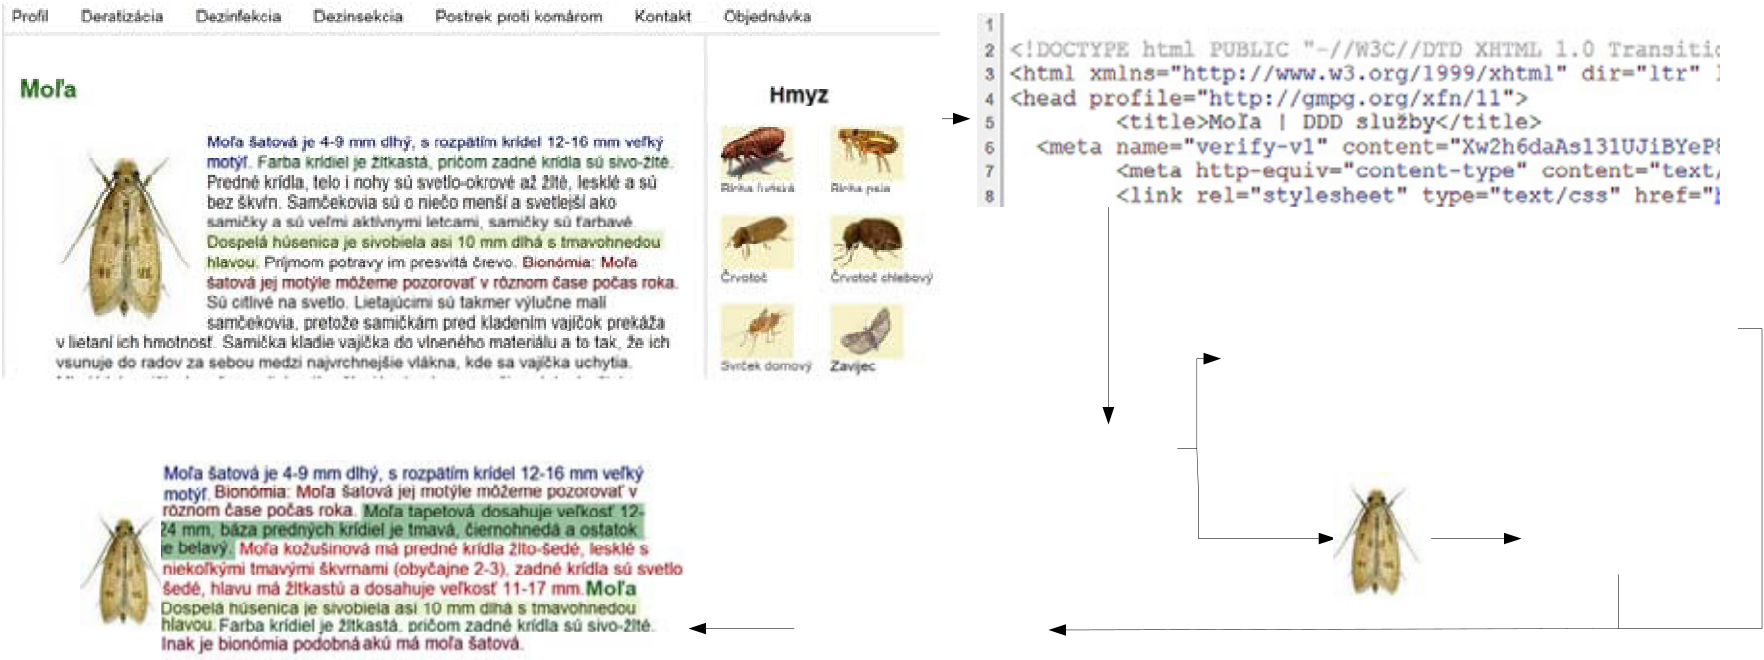 Profil Deratizácia Dezinfekcia Dezinsekcia Postrek proti komárom Kontakt Objednávka
Moľa
Moľa šatová je 4-9 mm dlhý, s rozpätím krídel 12-16 mm veľký
motýľ. Farba krídiel je žltkastá, pričom zadné krídla sú sivo-žlté.
Predné krídla, telo i nohy sú svetlo-okrové až žlté, lesklé a sú
bez škvŕn. Samčekovia sú o niečo menší a svetlejší ako
samičky a sú veľmi aktívnymi letcami, samičky sú ťarbavé.
Dospelá húsenica je sivobiela asi 10 mm dlhá s tmavohnedou
hlavou. Príjmom potravy im presvitá črevo. Bionómia: Moľa
šatová jej motýle môžeme pozorovať v rôznom čase počas roka.
Sú citlivé na svetlo. Lietajúcimi sú takmer výlučne malí
samčekovia, pretože samičkám pred kladením vajíčok prekáža
v lietaní ich hmotnosť. Samička kladie vajíčka do vlneného materiálu a to tak, že ich
vsunuje do radov za sebou medzi najvrchnejšie vlákna, kde sa vajíčka uchytia.
Hmyz
Blcha ľudská Blcha psia
Črvotoč Črvotoč chlebový
Svrček domový Zavíjec
1
2 <!DOCTYPE html PUBLIC "-//W3C//DTD XHTML 1.0 Transitio
3 <html xmlns="http://www.w3.org/1999/xhtml" dir="ltr"
4 <head profile="http://gmpg.org/xfn/11">
5 <title>Moľa | DDD služby</title>
6 <meta name="verify-v1" content="Xw2h6daAs131UJiBYeP8
7 <meta http-equiv="content-type" content="text/
8 <link rel="stylesheet" type="text/css" href="
Moľa šatová je 4-9 mm dlhý, s rozpätím krídel 12-16 mm veľký
motýľ. Bionómia: Moľa šatová jej motýle môžeme pozorovať v
rôznom čase počas roka. Moľa tapetová dosahuje veľkosť 12-
24 mm, báza predných krídiel je tmavá, čiernohnedá a ostatok
je belavý. Moľa kožušinová má predné krídla žlto-šedé, lesklé s
niekoľkými tmavými škvrnami (obyčajne 2-3), zadné krídla sú svetlo
šedé, hlavu má žltkastú a dosahuje veľkosť 11-17 mm. Moľa
Dospelá húsenica je sivobiela asi 10 mm dlhá s tmavohnedou
hlavou. Farba krídiel je žltkastá, pričom zadné krídla sú sivo-žlté.
Inak je bionómia podobná akú má moľa šatová.